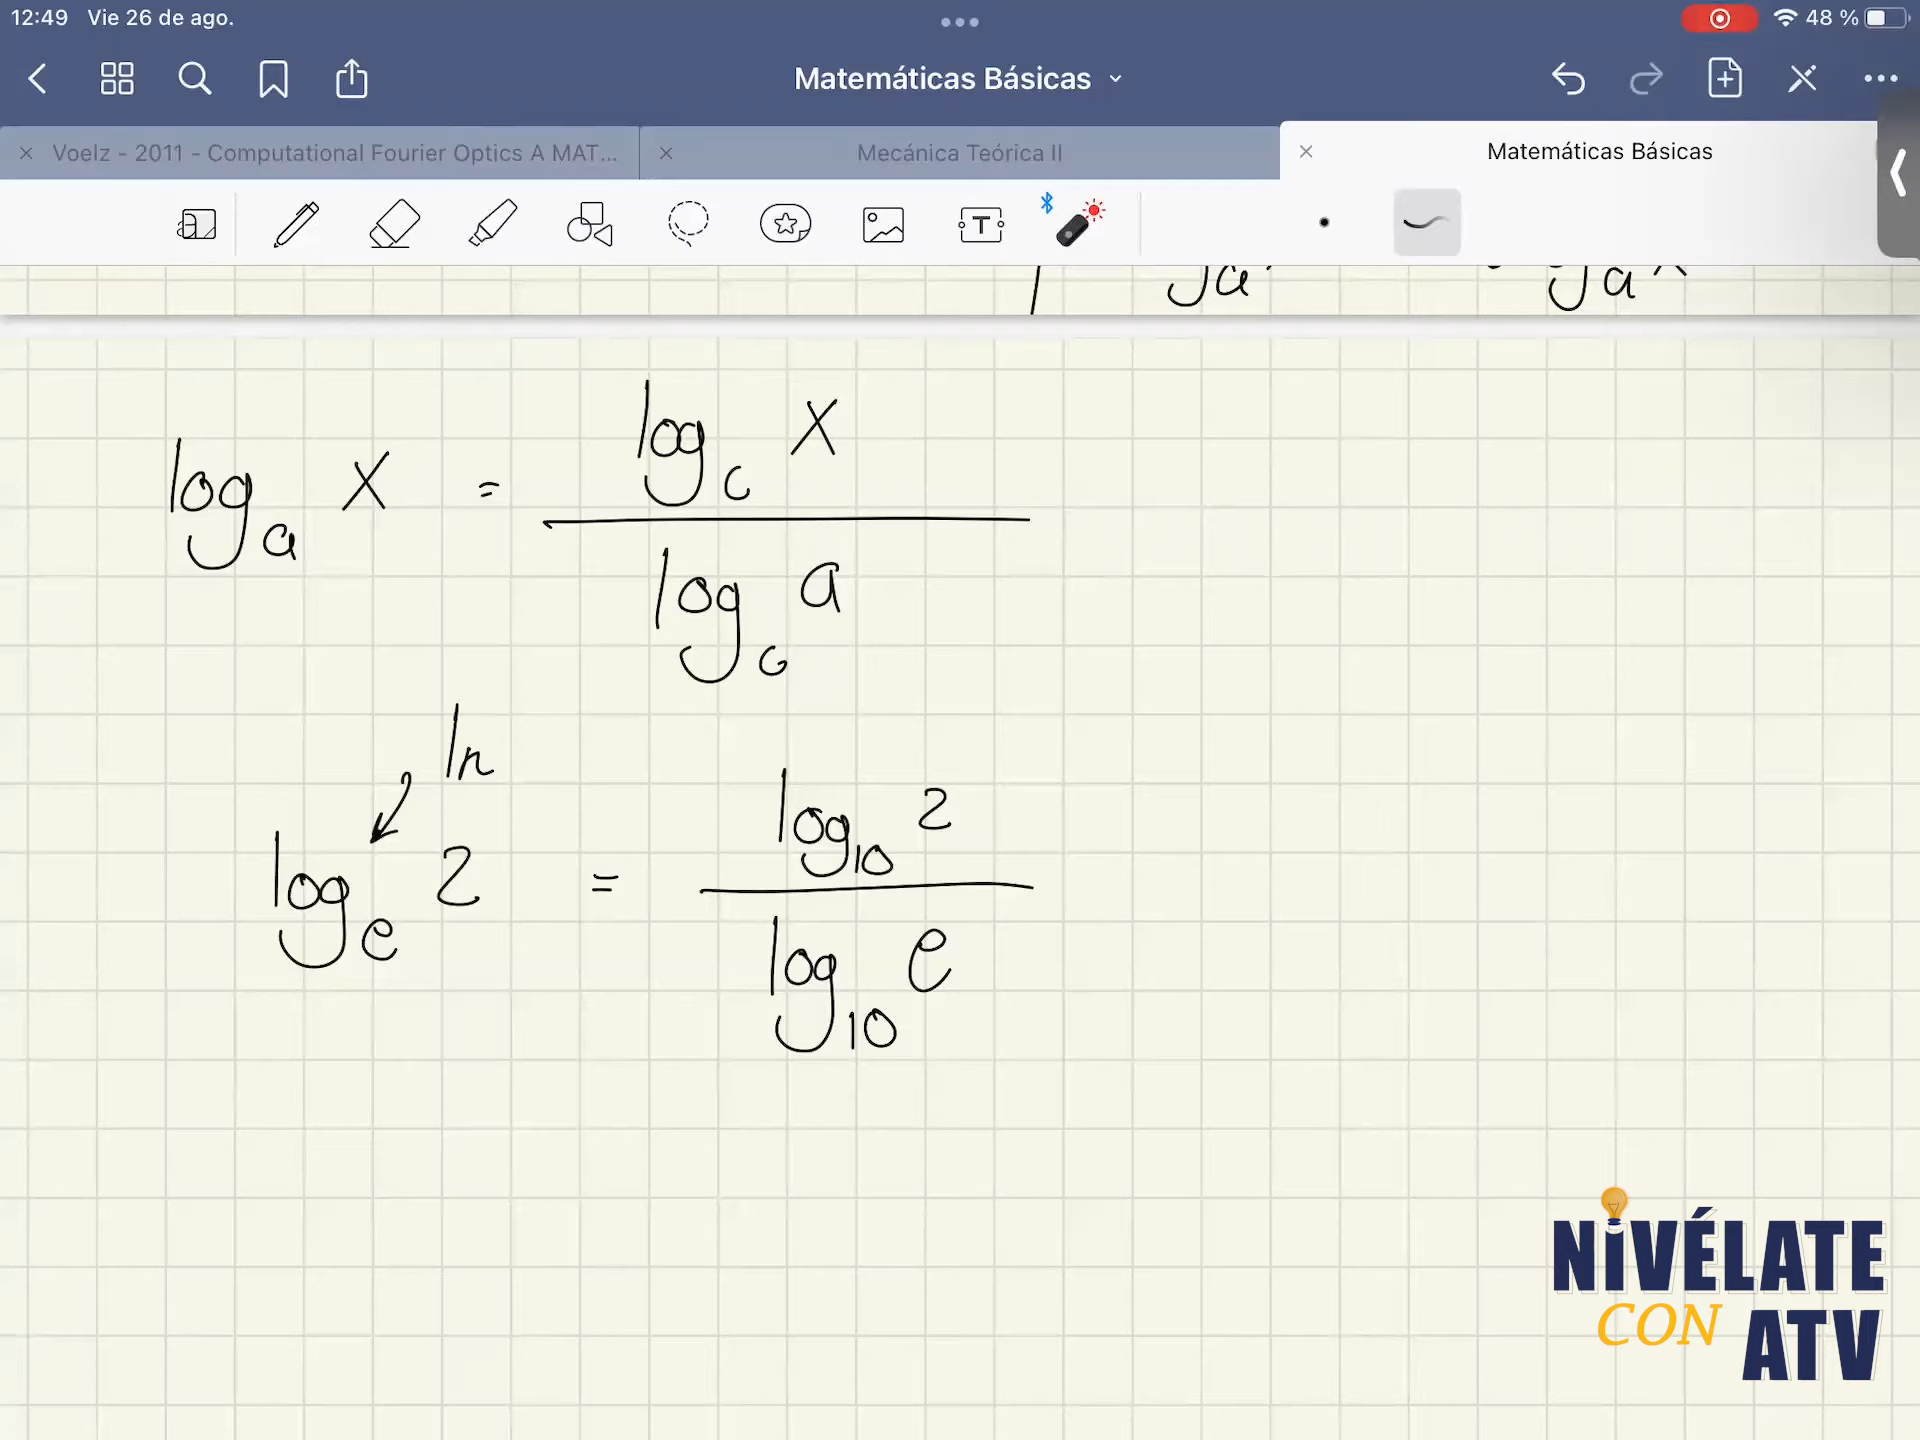 12:49 Vie 26 de ago. 48 %
Matemáticas Básicas
Voelz - 2011 - Computational Fourier Optics A MAT... Mecánica Teórica II Matemáticas Básicas
T
log_a x = log_c x / log_c a
ln
log_e 2 = log_10 2 / log_10 e
NIVÉLATE
CON ATV